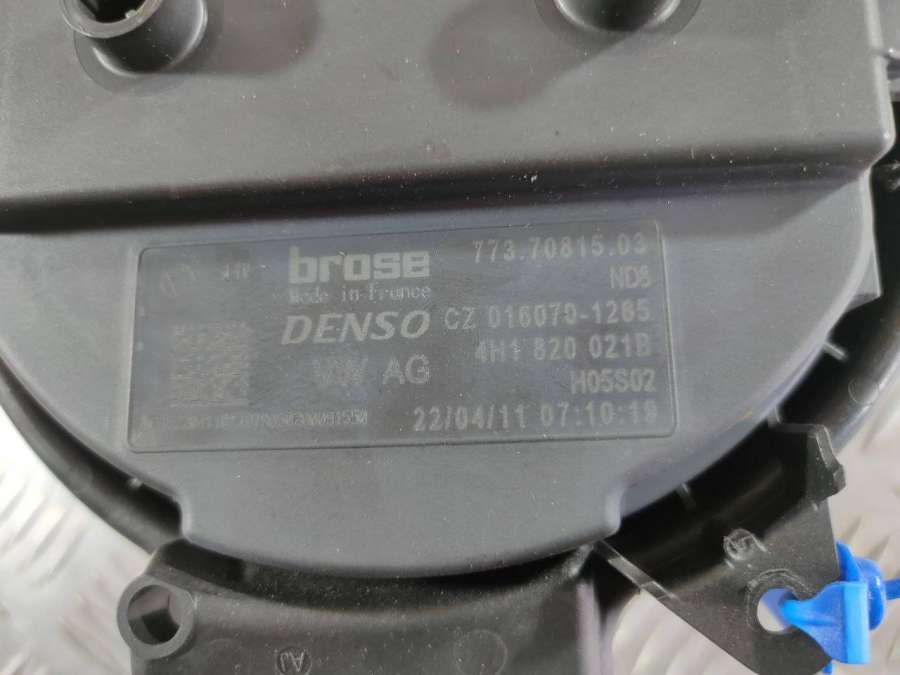 brose 773.70815.03
Made in France ND8
DENSO CZ 016070-1285
VW AG 4H1 820 021B
H05S02
22/04/11 07:10:19